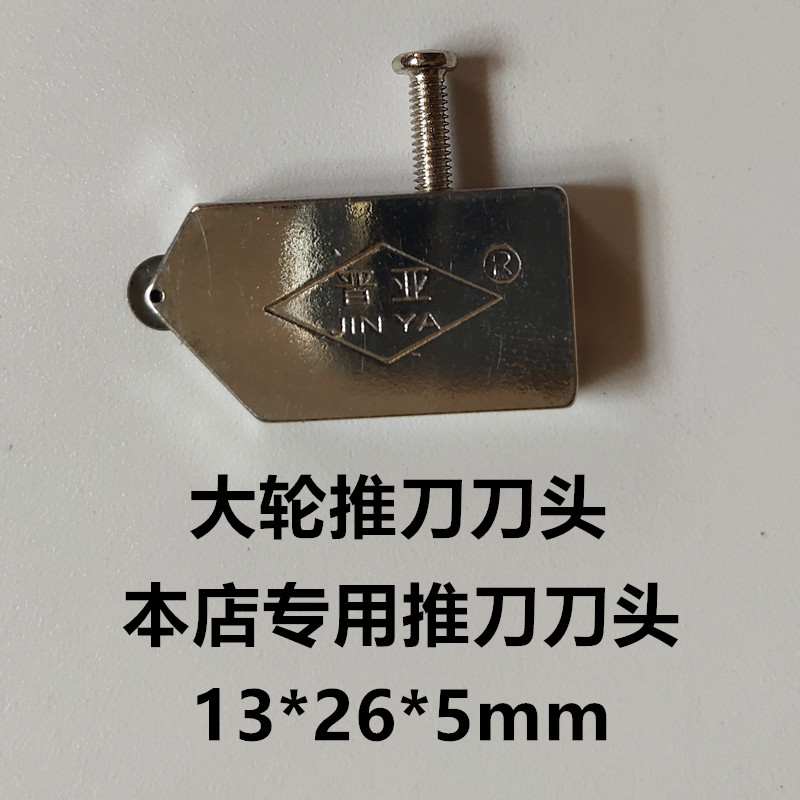 晋亚
®
JIN YA
大轮推刀刀头
本店专用推刀刀头
13*26*5mm